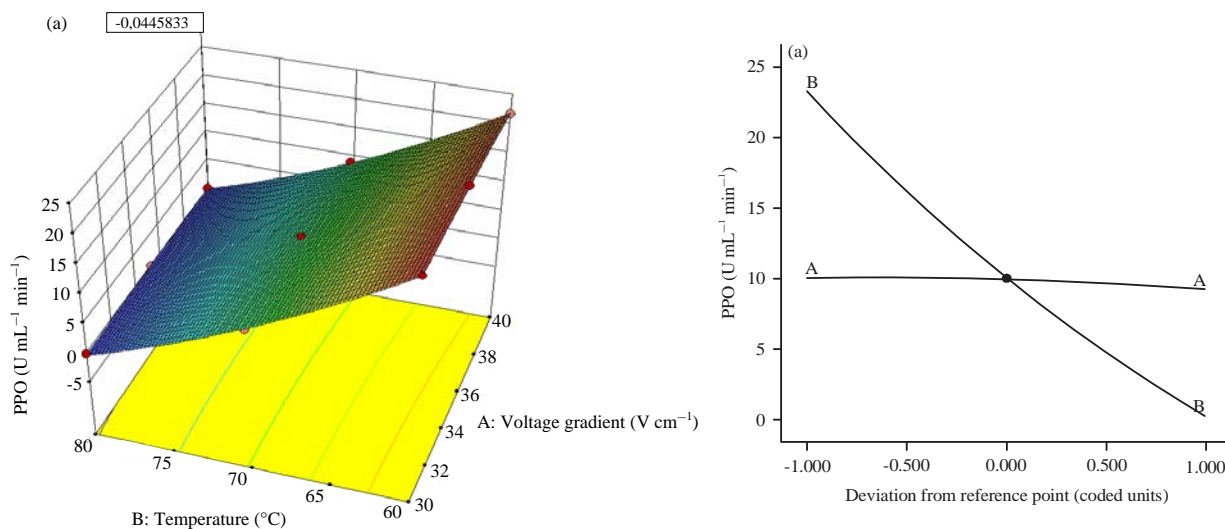 (a)
-0,0445833
25
20
15
10
5
0
-5
PPO (U mL⁻¹ min⁻¹)
80
75
70
65
60
B: Temperature (°C)
40
38
36
34
32
30
A: Voltage gradient (V cm⁻¹)
(a)
25
20
15
10
5
0
PPO (U mL⁻¹ min⁻¹)
B
A
A
B
-1.000
-0.500
0.000
0.500
1.000
Deviation from reference point (coded units)